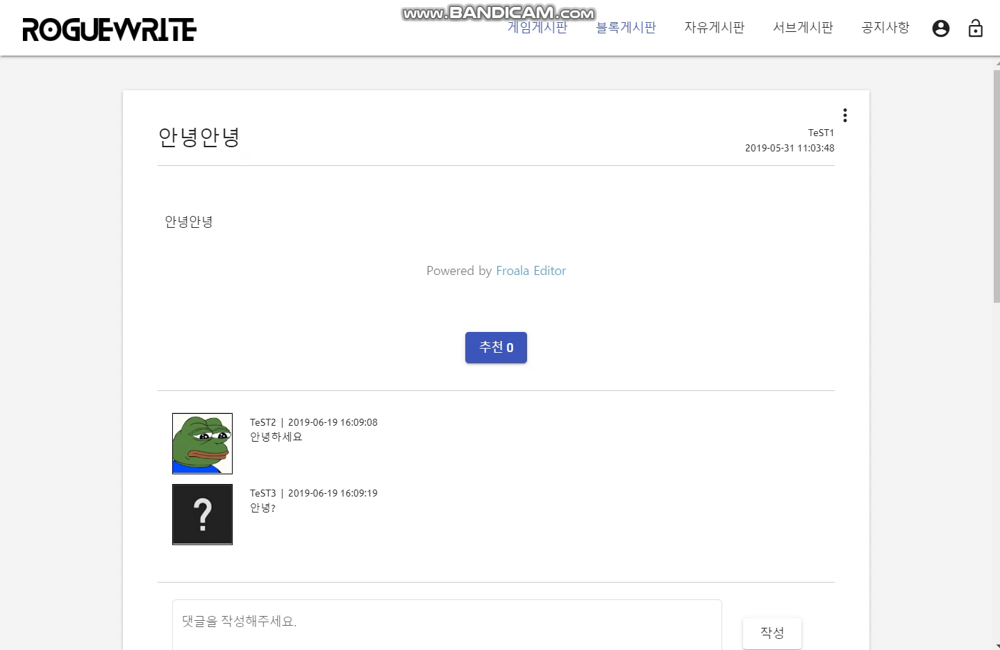 www.BANDICAM.com
ROGUEWRITE
게임게시판 블록게시판 자유게시판 서브게시판 공지사항
안녕안녕
TeST1
2019-05-31 11:03:48
안녕안녕
Powered by Froala Editor
추천 0
TeST2 | 2019-06-19 16:09:08
안녕하세요
TeST3 | 2019-06-19 16:09:19
안녕?
?
댓글을 작성해주세요.
작성